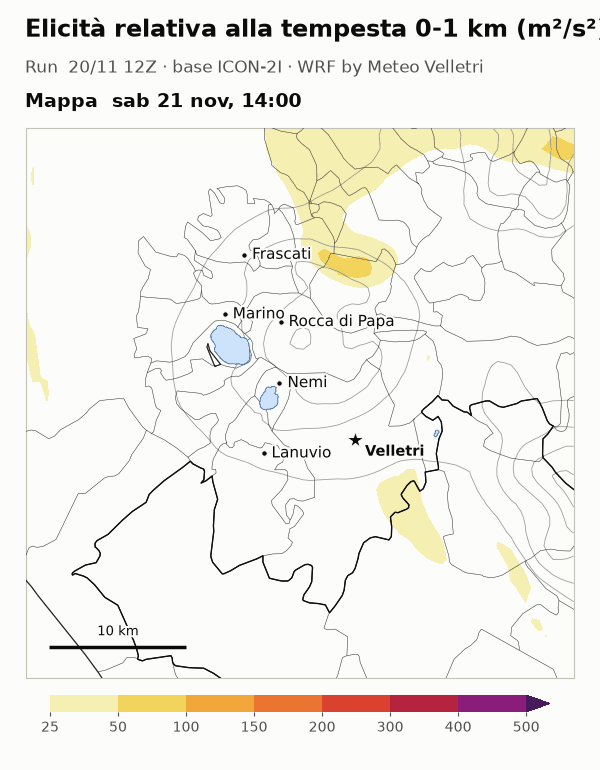 Elicità relativa alla tempesta 0-1 km (m²/s²)
Run  20/11 12Z · base ICON-2I · WRF by Meteo Velletri
Mappa  sab 21 nov, 14:00
Frascati
Marino
Rocca di Papa
Nemi
Velletri
Lanuvio
10 km
25 50 100 150 200 300 400 500